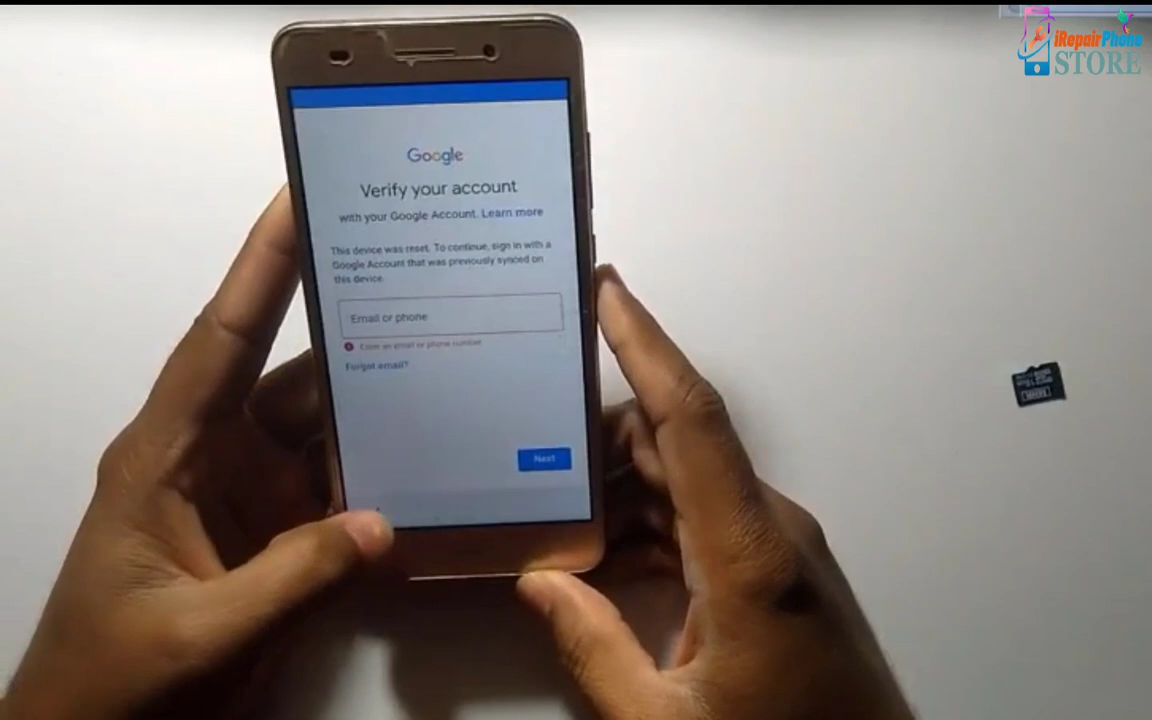 iRepairPhone
STORE
Google
Verify your account
with your Google Account. Learn more
This device was reset. To continue, sign in with a
Google Account that was previously synced on
this device.
Email or phone
Enter an email or phone number
Forgot email?
Next